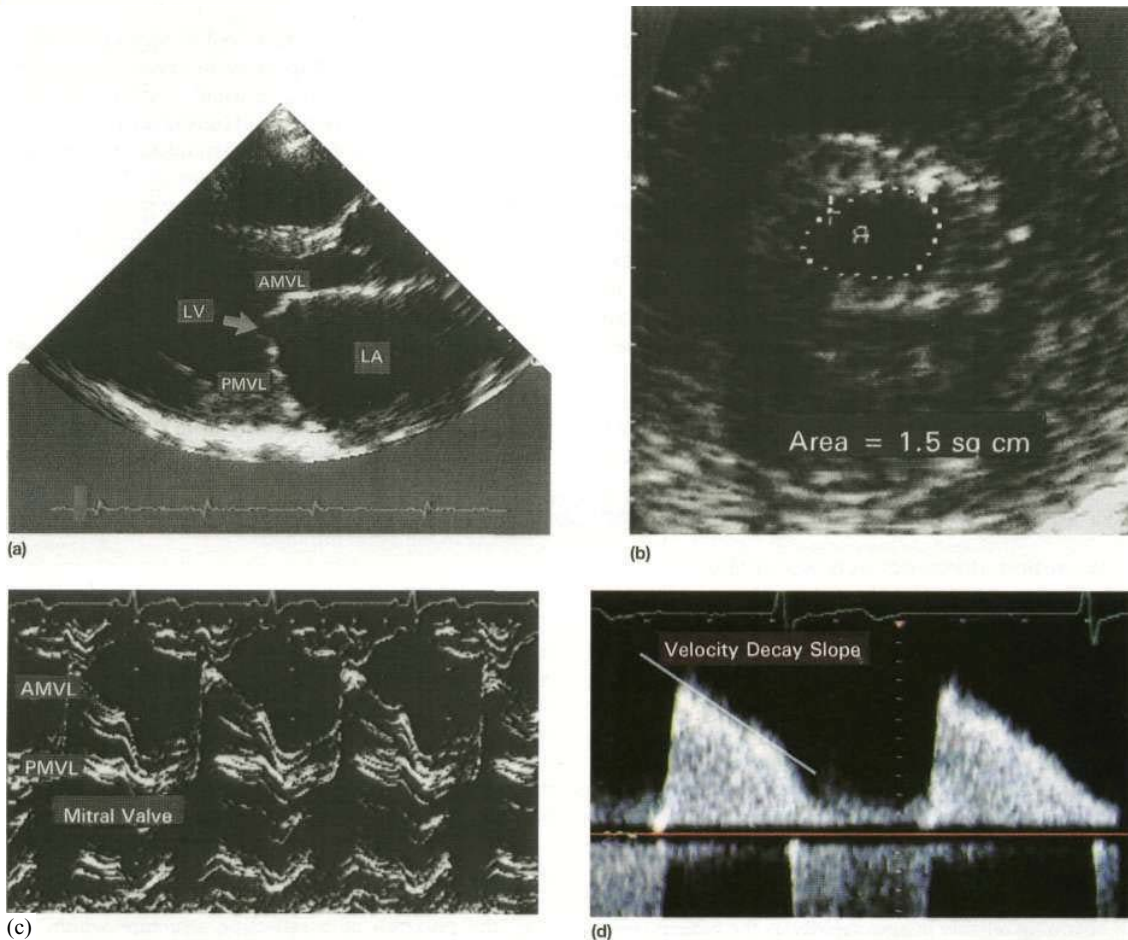 AMVL
LV
LA
PMVL
(a)
a
Area = 1.5 sq cm
(b)
AMVL
PMVL
Mitral Valve
(c)
Velocity Decay Slope
(d)